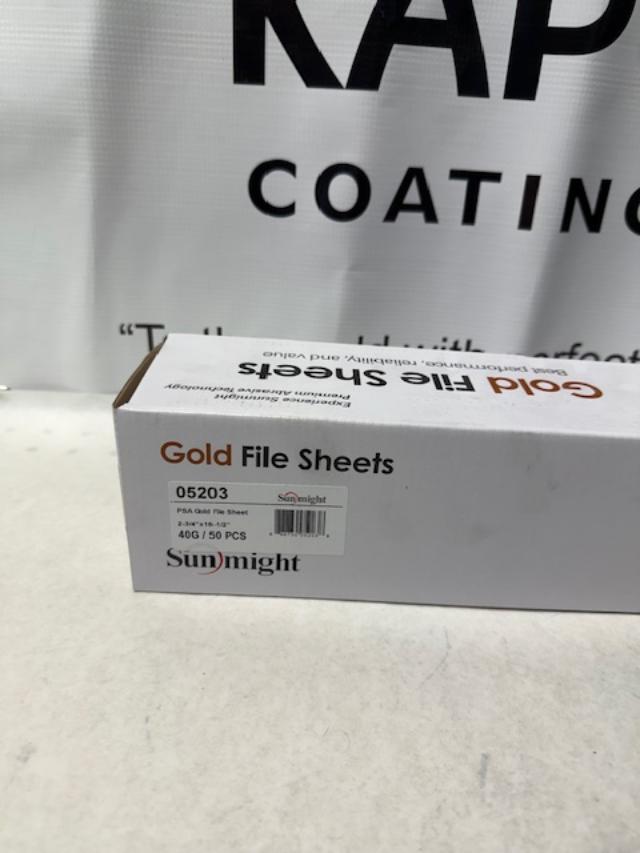 KAP
COATING
Best performance, reliability, and value
Gold File Sheets
Experience Sunmight
Premium Abrasive Technology
Gold File Sheets
05203
Sunmight
PSA Gold File Sheet
2-3/4"x16-1/2"
40G / 50 PCS
Sunmight